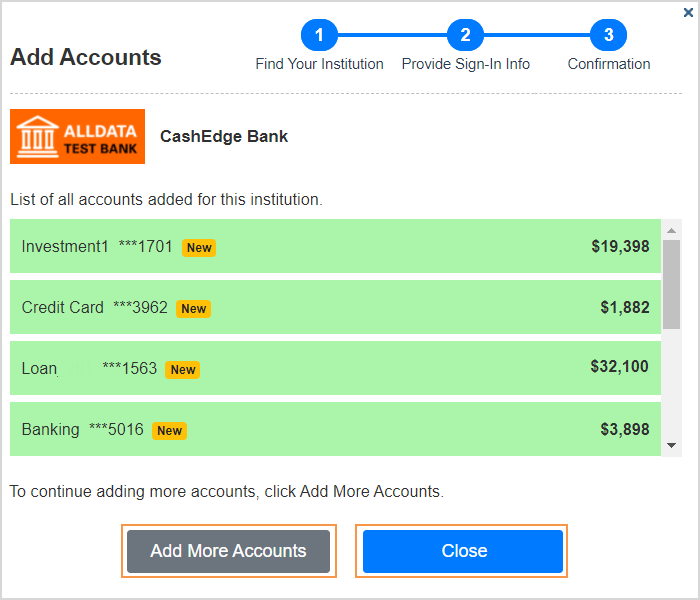 Add Accounts
1 2 3
Find Your Institution Provide Sign-In Info Confirmation
ALLDATA
TEST BANK
CashEdge Bank
List of all accounts added for this institution.
Investment1 ***1701 New $19,398
Credit Card ***3962 New $1,882
Loan ***1563 New $32,100
Banking ***5016 New $3,898
To continue adding more accounts, click Add More Accounts.
Add More Accounts Close